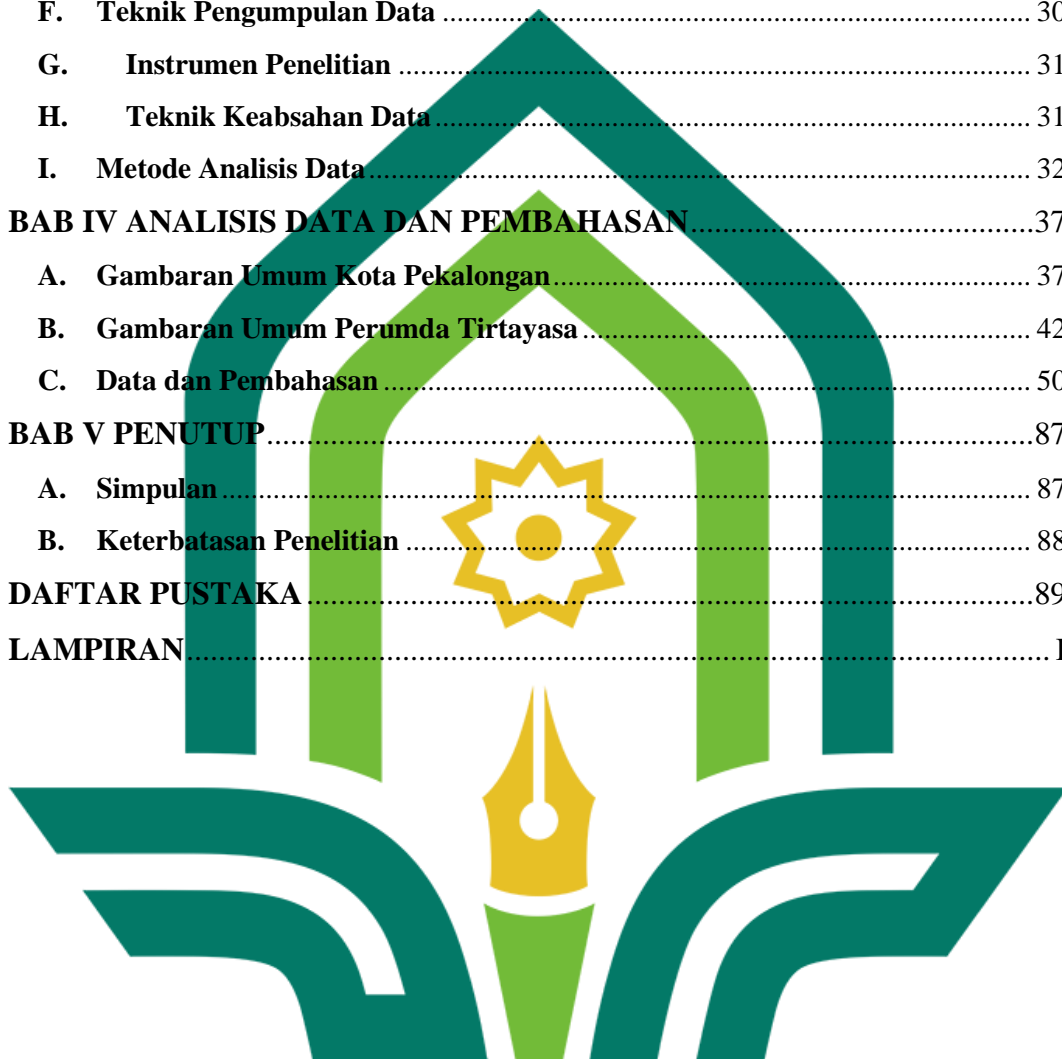 F. Teknik Pengumpulan Data ........................................ 30
G. Instrumen Penelitian ........................................ 31
H. Teknik Keabsahan Data ........................................ 31
I. Metode Analisis Data ........................................ 32
BAB IV ANALISIS DATA DAN PEMBAHASAN ........................................ 37
A. Gambaran Umum Kota Pekalongan ........................................ 37
B. Gambaran Umum Perumda Tirtayasa ........................................ 42
C. Data dan Pembahasan ........................................ 50
BAB V PENUTUP ........................................ 87
A. Simpulan ........................................ 87
B. Keterbatasan Penelitian ........................................ 88
DAFTAR PUSTAKA ........................................ 89
LAMPIRAN ........................................ I